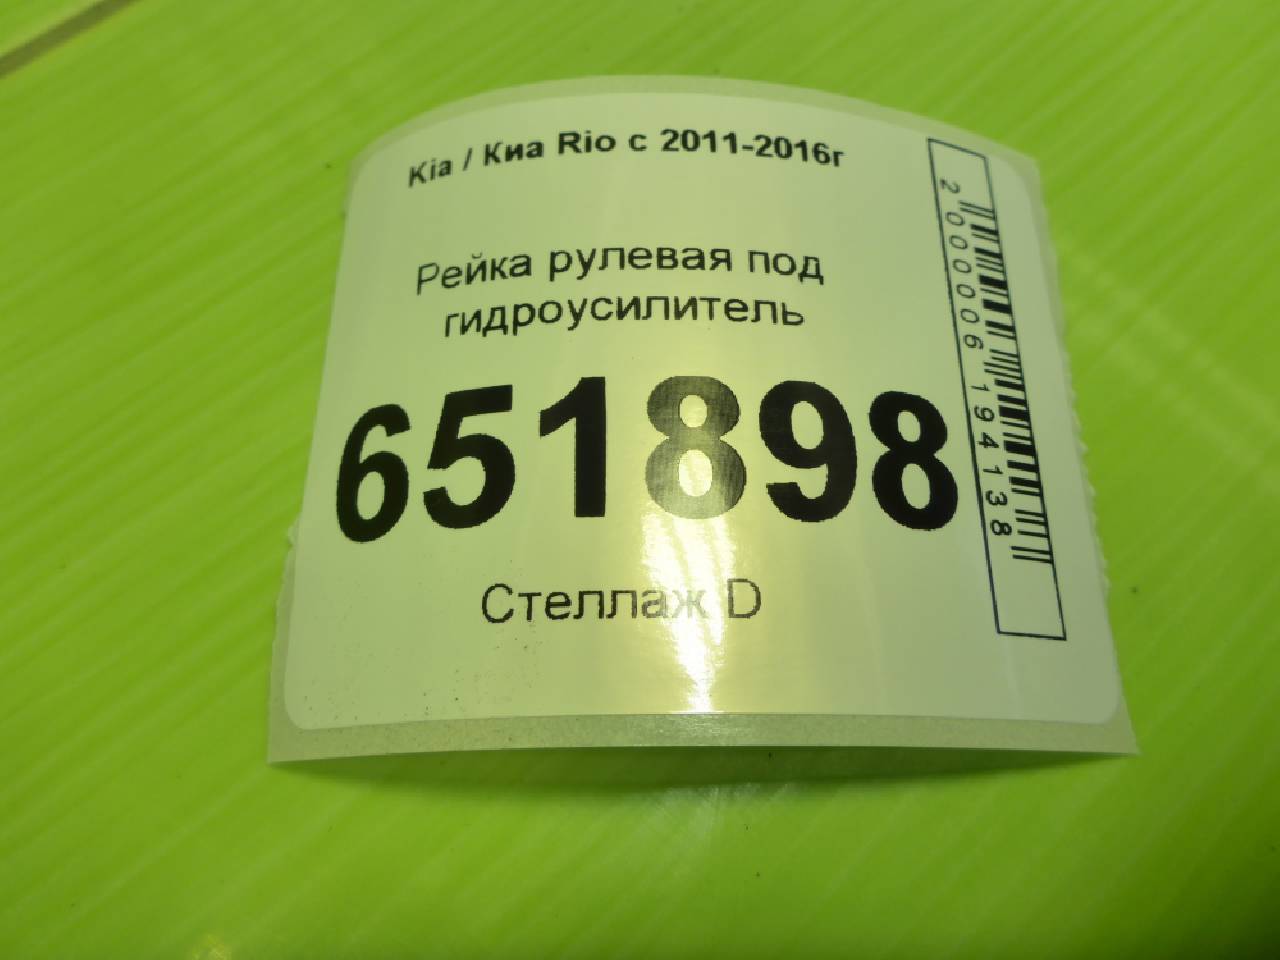 Kia / Киа Rio с 2011-2016г
Рейка рулевая под
гидроусилитель
651898
Стеллаж D
2000006194138